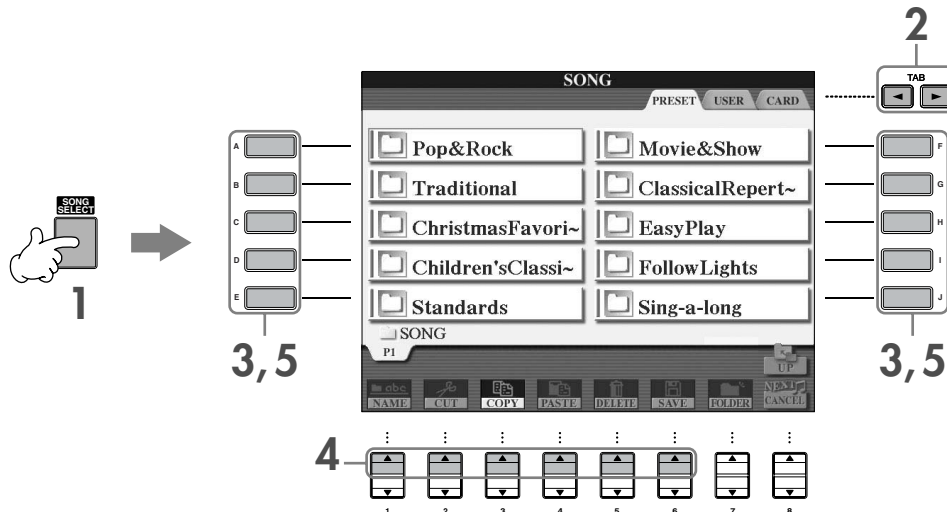 2
TAB
SONG
PRESET USER CARD
A Pop&Rock Movie&Show F
B Traditional ClassicalRepert~ G
SONG
SELECT
C ChristmasFavori~ EasyPlay H
D Children'sClassi~ FollowLights I
1
E Standards Sing-a-long J
SONG
P1
3, 5
3, 5
UP
abc
NEXT
NAME CUT COPY PASTE DELETE SAVE FOLDER CANCEL
4
1 2 3 4 5 6 7 8